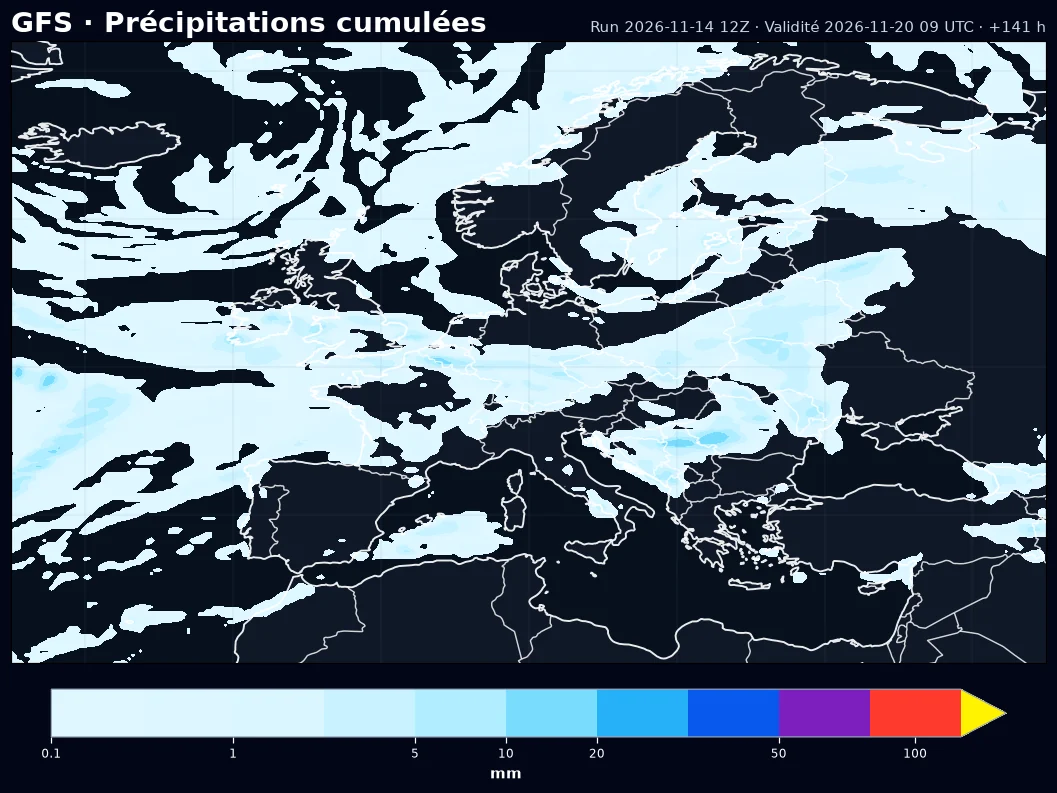 GFS · Précipitations cumulées
Run 2026-11-14 12Z · Validité 2026-11-20 09 UTC · +141 h
0.1 1 5 10 20 50 100
mm